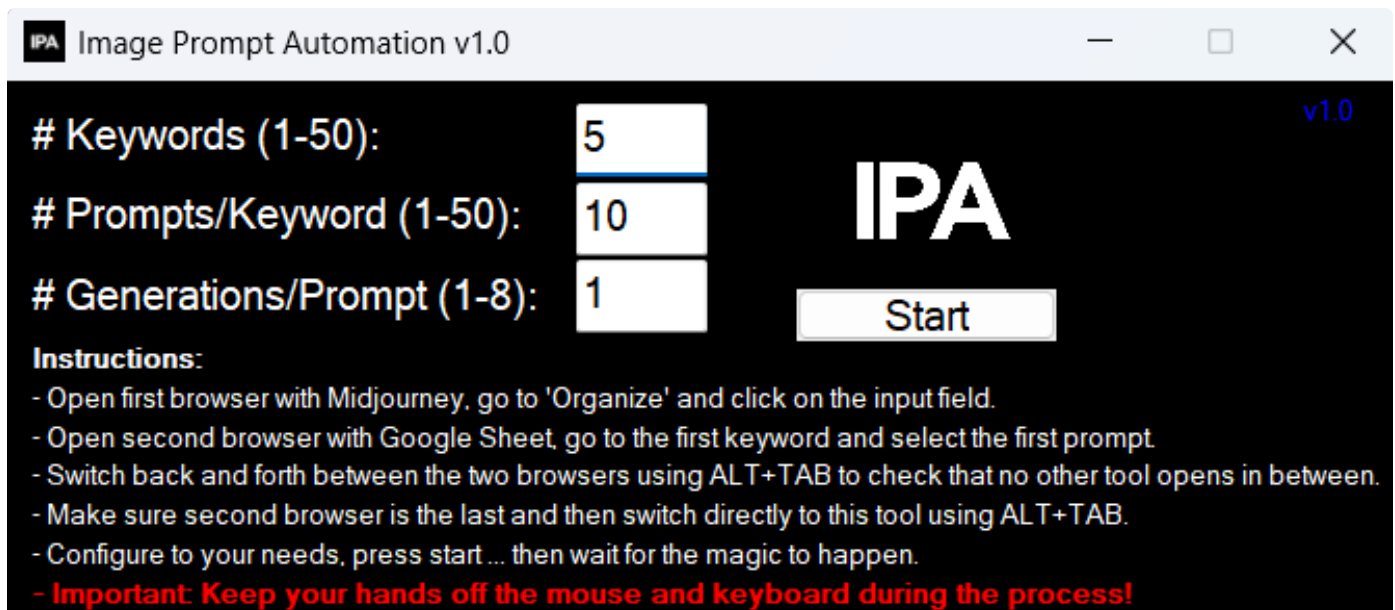 IPA Image Prompt Automation v1.0
v1.0
# Keywords (1-50): 5
# Prompts/Keyword (1-50): 10
# Generations/Prompt (1-8): 1
IPA
Start
Instructions:
- Open first browser with Midjourney, go to 'Organize' and click on the input field.
- Open second browser with Google Sheet, go to the first keyword and select the first prompt.
- Switch back and forth between the two browsers using ALT+TAB to check that no other tool opens in between.
- Make sure second browser is the last and then switch directly to this tool using ALT+TAB.
- Configure to your needs, press start ... then wait for the magic to happen.
- Important: Keep your hands off the mouse and keyboard during the process!